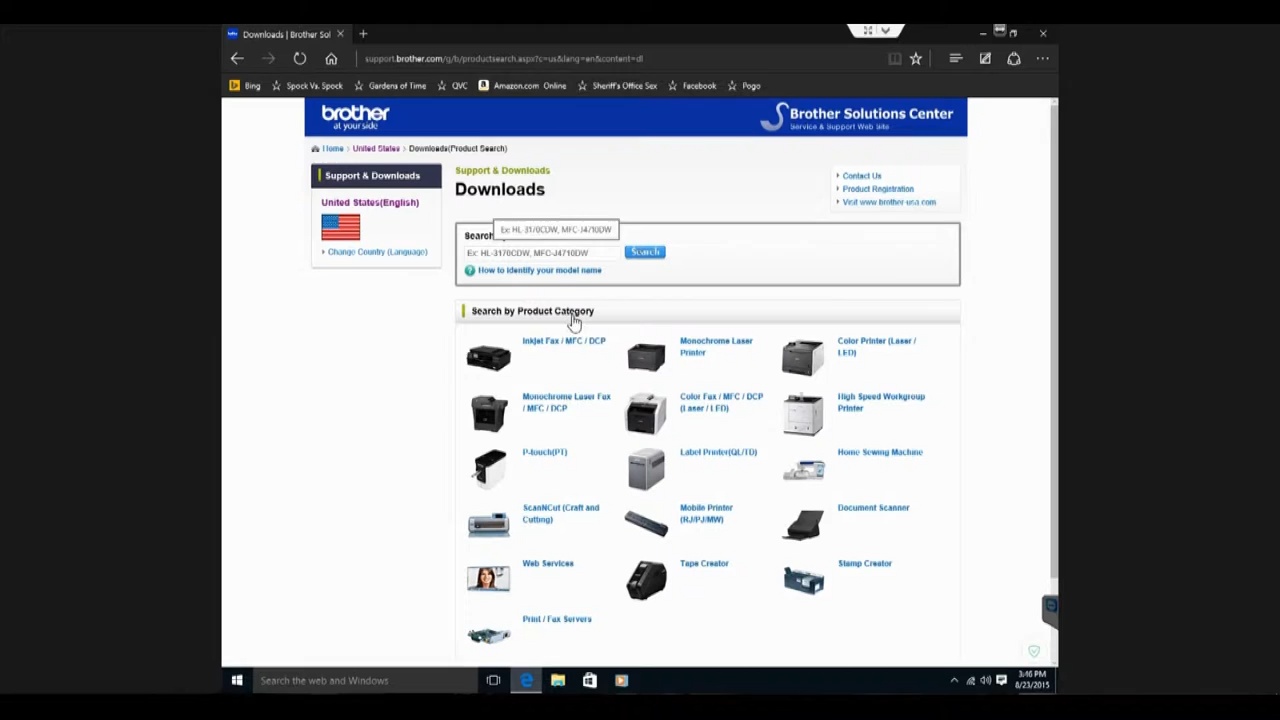 Downloads | Brother Sol
support.brother.com/g/b/productsearch.aspx?c=us&lang=en&content=dl
Bing Spock Vs. Spock Gardens of Time QVC Amazon.com Online Sheriff's Office Sex Facebook Pogo
brother
at your side
Brother Solutions Center
Service & Support Web Site
Home > United States > Downloads(Product Search)
Support & Downloads
United States(English)
Change Country (Language)
Support & Downloads
Downloads
Contact Us
Product Registration
Visit www.brother-usa.com
Ex: HL-3170CDW, MFC-J4710DW
Search
Ex: HL-3170CDW, MFC-J4710DW
Search
How to identify your model name
Search by Product Category
Inkjet Fax / MFC / DCP
Monochrome Laser
Printer
Color Printer (Laser /
LED)
Monochrome Laser Fax
/ MFC / DCP
Color Fax / MFC / DCP
(Laser / LED)
High Speed Workgroup
Printer
P-touch(PT)
Label Printer(QL/TD)
Home Sewing Machine
ScanNCut (Craft and
Cutting)
Mobile Printer
(RJ/PJ/MW)
Document Scanner
Web Services
Tape Creator
Stamp Creator
Print / Fax Servers
Search the web and Windows
3:46 PM
8/23/2015